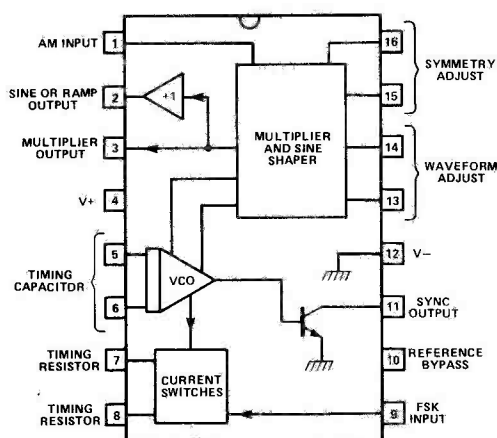 AM INPUT
1
16
SYMMETRY
ADJUST
SINE OR RAMP
OUTPUT
2
+1
15
MULTIPLIER
OUTPUT
3
MULTIPLIER
AND SINE
SHAPER
14
WAVEFORM
ADJUST
V+
4
13
TIMING
CAPACITOR
5
VCO
12
V−
6
11
SYNC
OUTPUT
TIMING
RESISTOR
7
CURRENT
SWITCHES
10
REFERENCE
BYPASS
TIMING
RESISTOR
8
9
FSK
INPUT